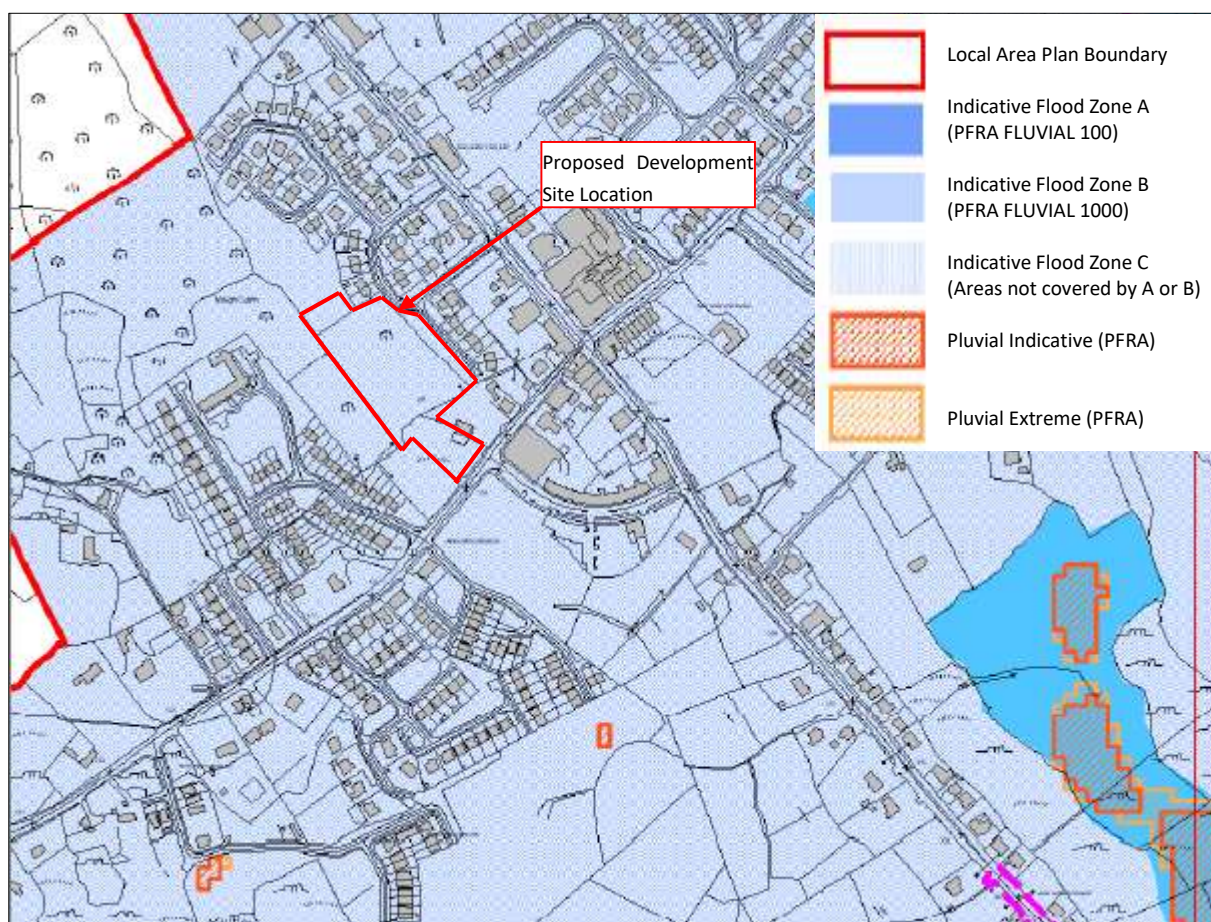 Proposed Development
Site Location
Local Area Plan Boundary
Indicative Flood Zone A
(PFRA FLUVIAL 100)
Indicative Flood Zone B
(PFRA FLUVIAL 1000)
Indicative Flood Zone C
(Areas not covered by A or B)
Pluvial Indicative (PFRA)
Pluvial Extreme (PFRA)